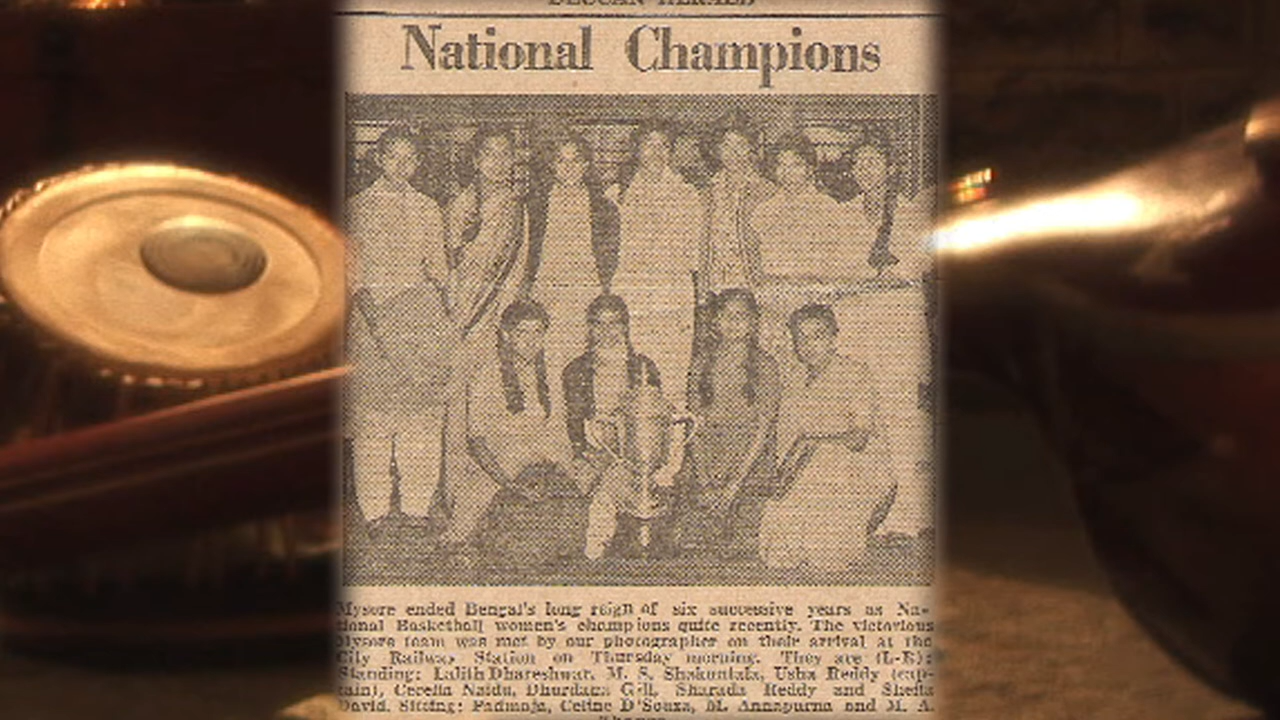 DECCAN HERALD
National Champions
Mysore ended Bengal's long reign of six successive years as Na-
tional Basketball women's champions quite recently. The victorious
Mysore team was met by our photographer on their arrival at the
City Railway Station on Thursday morning. They are (L-R):
Standing: Lalith Dhareshwar, M. S. Shakuntala, Usha Reddy (cap-
tain), Cecelia Naidu, Dhurdana Gill, Sharada Reddy and Sheila
David. Sitting: Padmoja, Celine D'Souza, M. Annapurna and M. A.